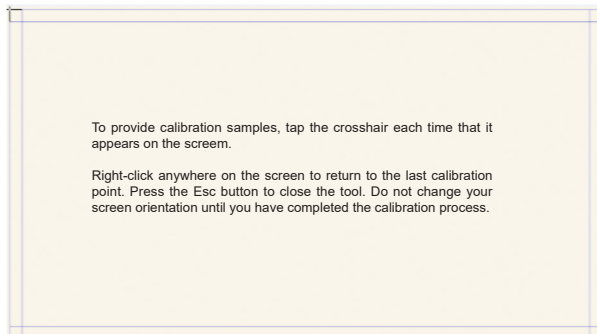 To provide calibration samples, tap the crosshair each time that it
appears on the screem.
Right-click anywhere on the screen to return to the last calibration
point. Press the Esc button to close the tool. Do not change your
screen orientation until you have completed the calibration process.